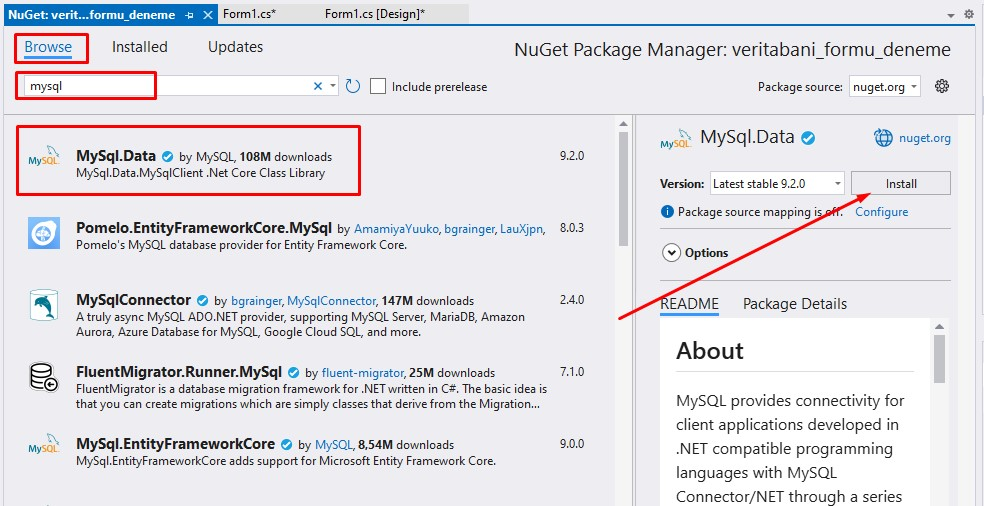 NuGet: verit...formu_deneme
Form1.cs*
Form1.cs [Design]*
Browse
Installed
Updates
NuGet Package Manager: veritabani_formu_deneme
mysql
Include prerelease
Package source: nuget.org
MySQL
MySql.Data by MySQL, 108M downloads
9.2.0
MySql.Data.MySqlClient .Net Core Class Library
Pomelo.EntityFrameworkCore.MySql by AmamiyaYuuko, bgrainger, LauXjpn,
8.0.3
Pomelo's MySQL database provider for Entity Framework Core.
MySqlConnector by bgrainger, MySqlConnector, 147M downloads
2.4.0
A truly async MySQL ADO.NET provider, supporting MySQL Server, MariaDB, Amazon
Aurora, Azure Database for MySQL, Google Cloud SQL, and more.
FluentMigrator.Runner.MySql by fluent-migrator, 25M downloads
7.1.0
FluentMigrator is a database migration framework for .NET written in C#. The basic idea is
that you can create migrations which are simply classes that derive from the Migration...
MySQL
MySql.EntityFrameworkCore by MySQL, 8,54M downloads
9.0.0
MySql.EntityFrameworkCore adds support for Microsoft Entity Framework Core.
MySQL
MySql.Data
nuget.org
Version: Latest stable 9.2.0
Install
Package source mapping is off. Configure
Options
README
Package Details
About
MySQL provides connectivity for
client applications developed in
.NET compatible programming
languages with MySQL
Connector/NET through a series